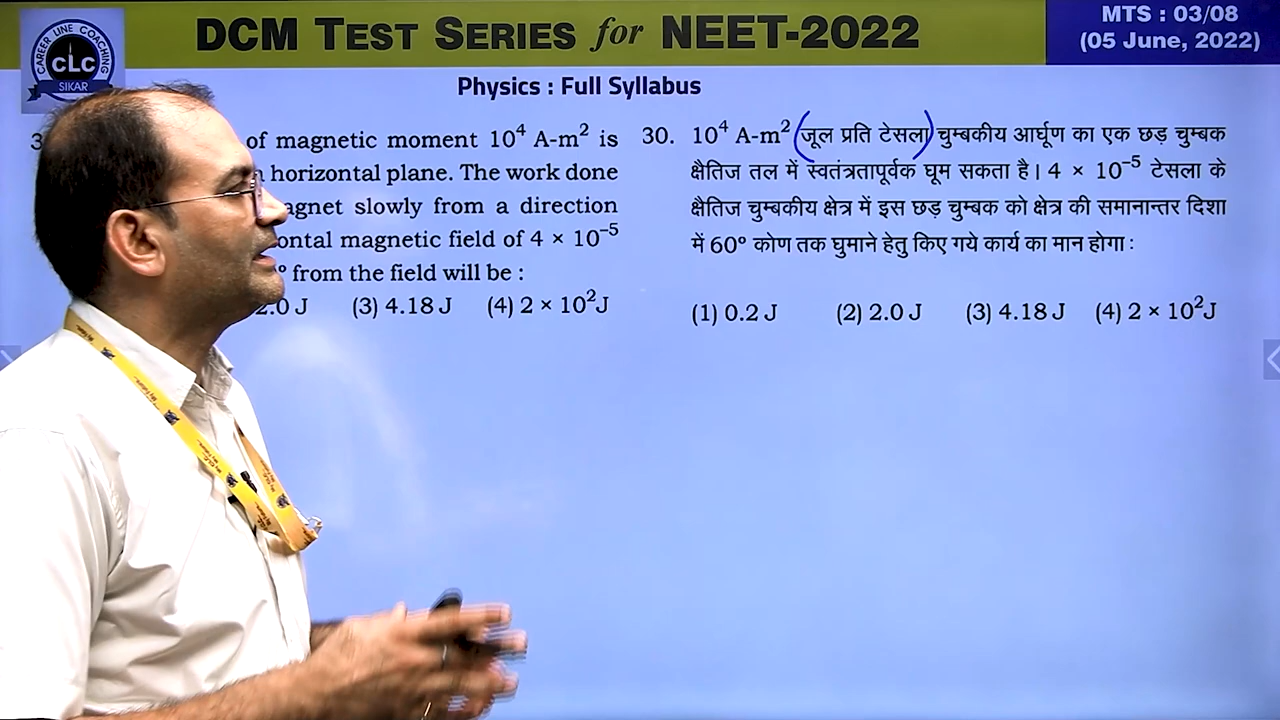 DCM TEST SERIES for NEET-2022
MTS : 03/08
(05 June, 2022)
CAREER LINE COACHING
CLC
SIKAR
Physics : Full Syllabus
of magnetic moment 10⁴ A-m² is
horizontal plane. The work done
agnet slowly from a direction
ontal magnetic field of 4 × 10⁻⁵
° from the field will be :
2.0 J (3) 4.18 J (4) 2 × 10²J
30. 10⁴ A-m² (जूल प्रति टेसला) चुम्बकीय आर्घूण का एक छड़ चुम्बक
क्षैतिज तल में स्वतंत्रतापूर्वक घूम सकता है। 4 × 10⁻⁵ टेसला के
क्षैतिज चुम्बकीय क्षेत्र में इस छड़ चुम्बक को क्षेत्र की समानान्तर दिशा
में 60° कोण तक घुमाने हेतु किए गये कार्य का मान होगा :
(1) 0.2 J (2) 2.0 J (3) 4.18 J (4) 2 × 10²J